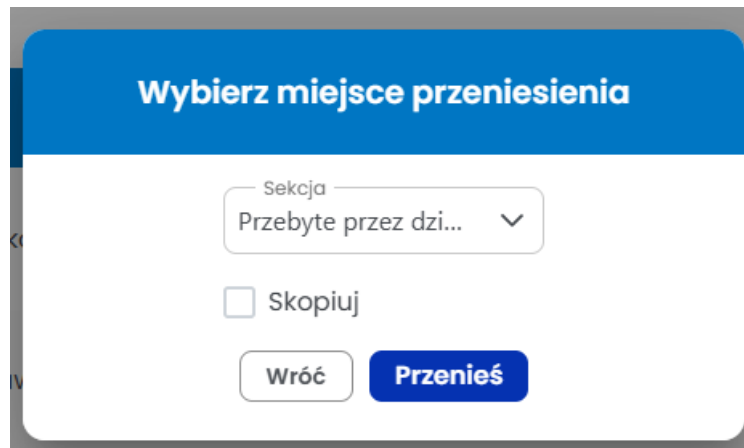 Wybierz miejsce przeniesienia
Sekcja
Przebyte przez dzi...
Skopiuj
Wróć
Przenieś